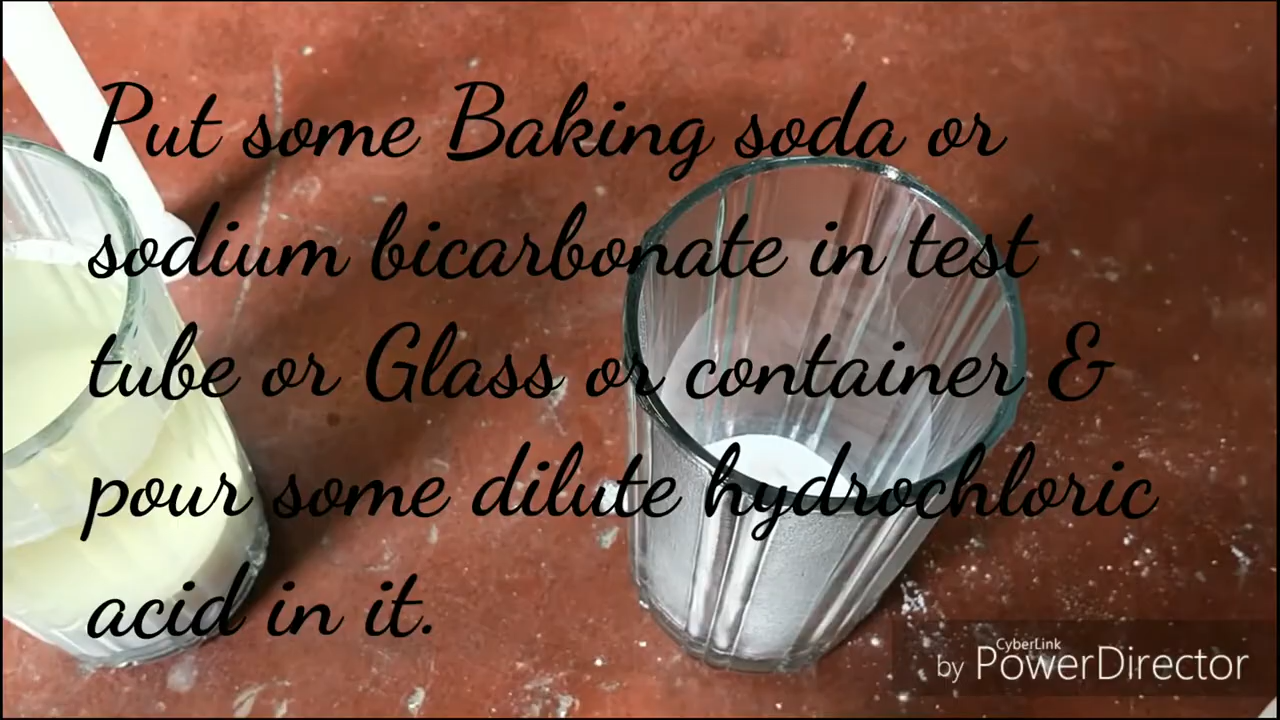 Put some Baking soda or
sodium bicarbonate in test
tube or Glass or container &
pour some dilute hydrochloric
acid in it.
CyberLink
by PowerDirector